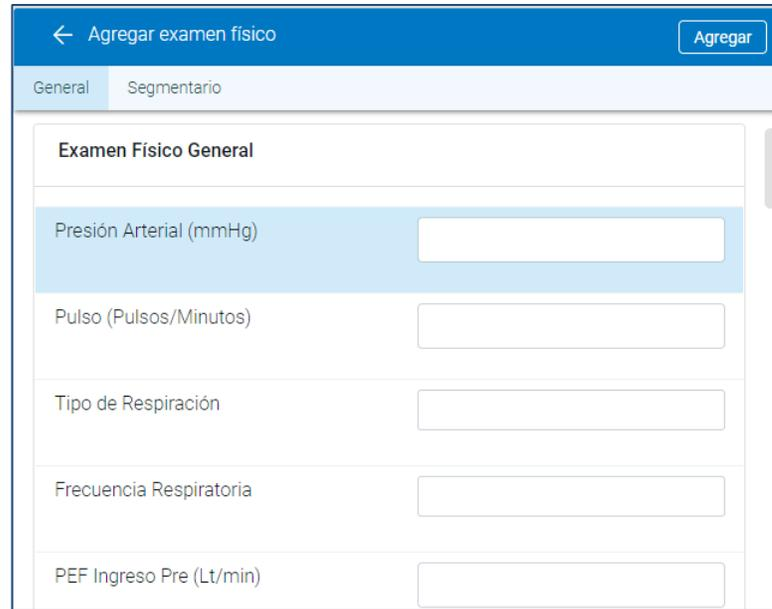 Agregar examen físico
Agregar
General
Segmentario
Examen Físico General
Presión Arterial (mmHg)
Pulso (Pulsos/Minutos)
Tipo de Respiración
Frecuencia Respiratoria
PEF Ingreso Pre (Lt/min)